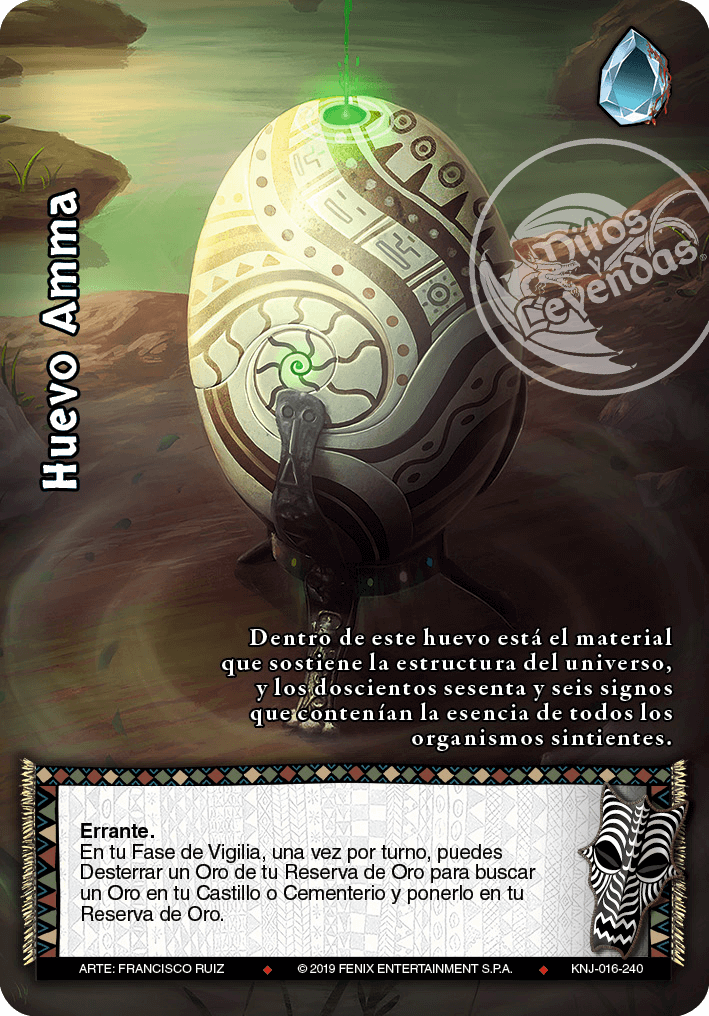 Huevo Amma
Mitos
y
Leyendas
Dentro de este huevo está el material
que sostiene la estructura del universo,
y los doscientos sesenta y seis signos
que contenían la esencia de todos los
organismos sintientes.
Errante.
En tu Fase de Vigilia, una vez por turno, puedes
Desterrar un Oro de tu Reserva de Oro para buscar
un Oro en tu Castillo o Cementerio y ponerlo en tu
Reserva de Oro.
ARTE: FRANCISCO RUIZ ♦ © 2019 FENIX ENTERTAINMENT S.P.A. ♦ KNJ-016-240